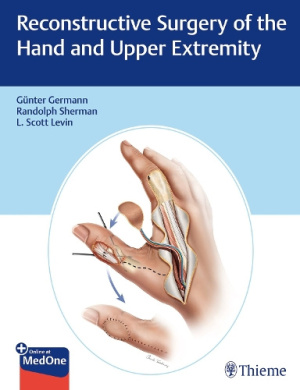 Reconstructive Surgery of the
Hand and Upper Extremity
Günter Germann
Randolph Sherman
L. Scott Levin
Online at
MedOne
Thieme